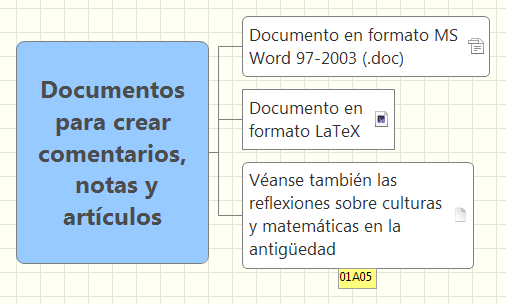 Documentos
para crear
comentarios,
notas y
artículos
Documento en formato MS
Word 97-2003 (.doc)
Documento en
formato LaTeX
Véanse también las
reflexiones sobre culturas
y matemáticas en la
antigüedad
01A05